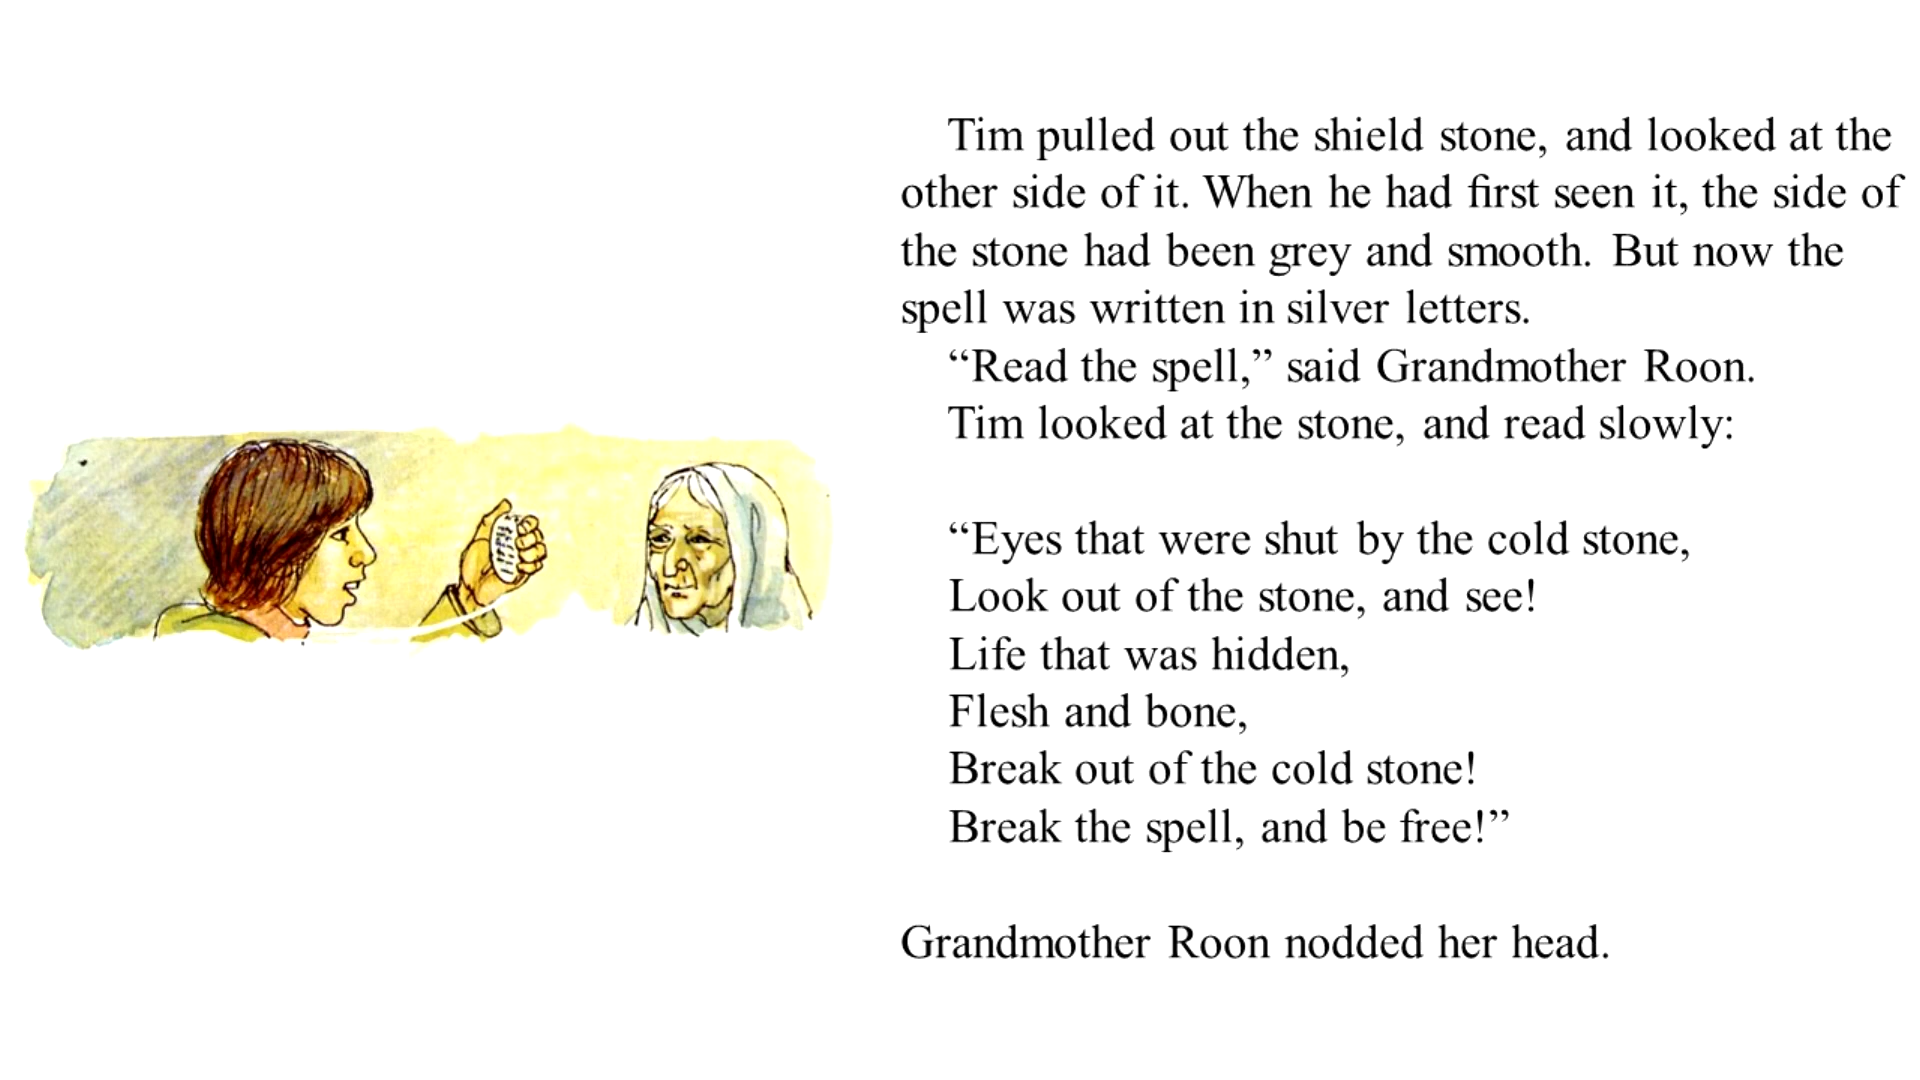 Tim pulled out the shield stone, and looked at the
other side of it. When he had first seen it, the side of
the stone had been grey and smooth. But now the
spell was written in silver letters.
“Read the spell,” said Grandmother Roon.
Tim looked at the stone, and read slowly:
“Eyes that were shut by the cold stone,
Look out of the stone, and see!
Life that was hidden,
Flesh and bone,
Break out of the cold stone!
Break the spell, and be free!”
Grandmother Roon nodded her head.